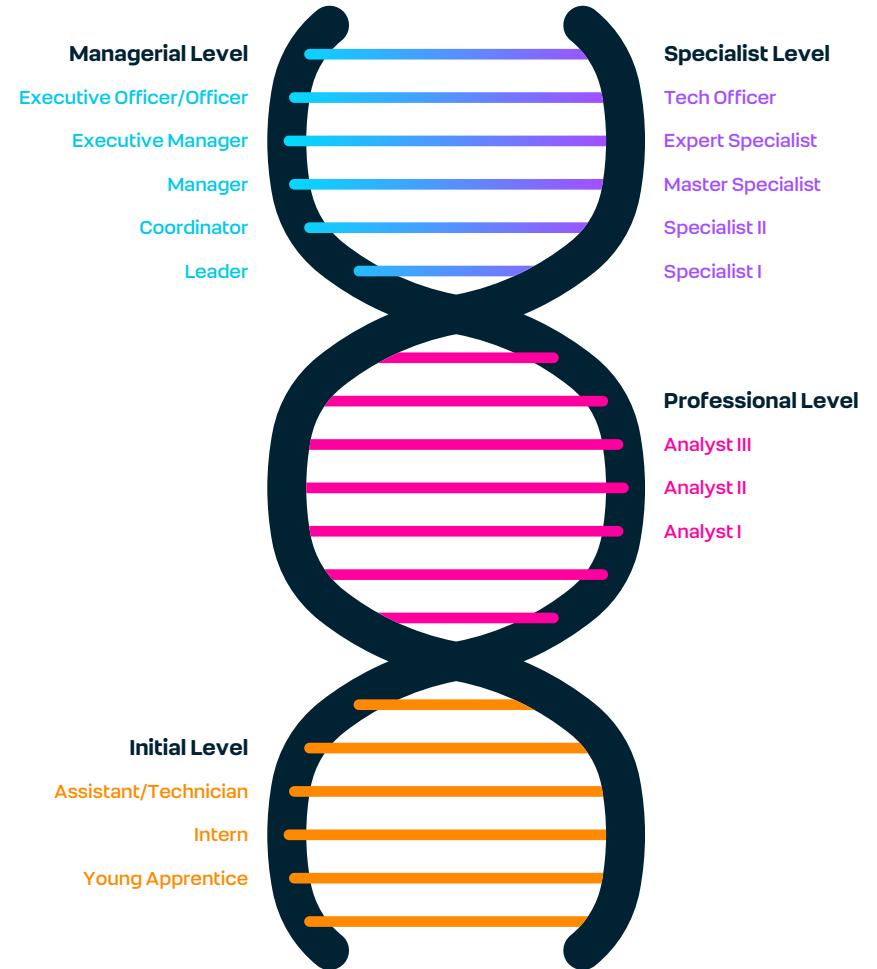 Managerial Level
Executive Officer/Officer
Executive Manager
Manager
Coordinator
Leader
Specialist Level
Tech Officer
Expert Specialist
Master Specialist
Specialist II
Specialist I
Professional Level
Analyst III
Analyst II
Analyst I
Initial Level
Assistant/Technician
Intern
Young Apprentice